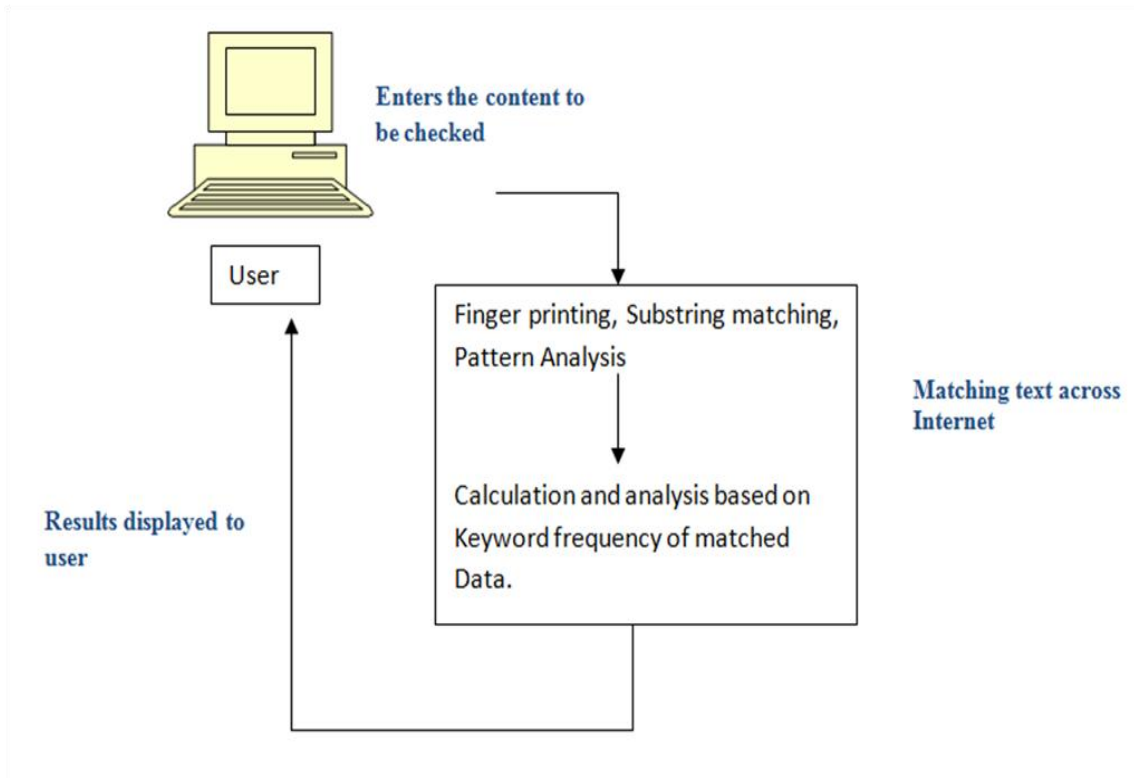 Enters the content to
be checked
User
Finger printing, Substring matching,
Pattern Analysis
Matching text across
Internet
Calculation and analysis based on
Keyword frequency of matched
Data.
Results displayed to
user